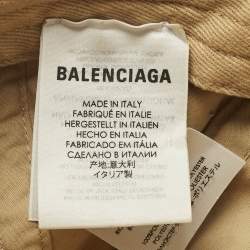 BALENCIAGA
MADE IN ITALY
FABRIQUÉ EN ITALIE
HERGESTELLT IN ITALIEN
HECHO EN ITALIA
FABRICADO EM ITÁLIA
СДЕЛАНО В ИТАЛИИ
产地:意大利
イタリア製